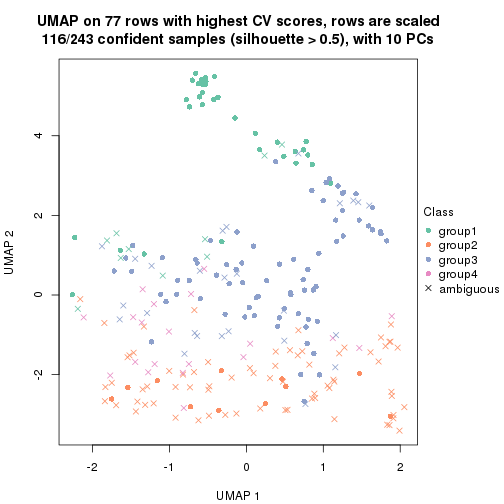 UMAP on 77 rows with highest CV scores, rows are scaled
116/243 confident samples (silhouette > 0.5), with 10 PCs
4
2
0
-2
UMAP 2
-2
-1
0
1
2
UMAP 1
Class
group1
group2
group3
group4
ambiguous